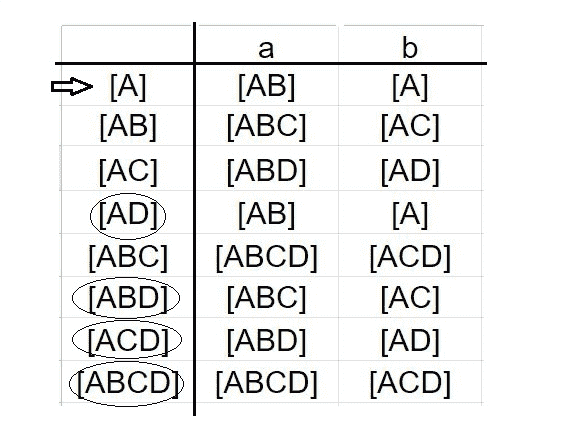 a b
[A] [AB] [A]
[AB] [ABC] [AC]
[AC] [ABD] [AD]
[AD] [AB] [A]
[ABC] [ABCD] [ACD]
[ABD] [ABC] [AC]
[ACD] [ABD] [AD]
[ABCD] [ABCD] [ACD]